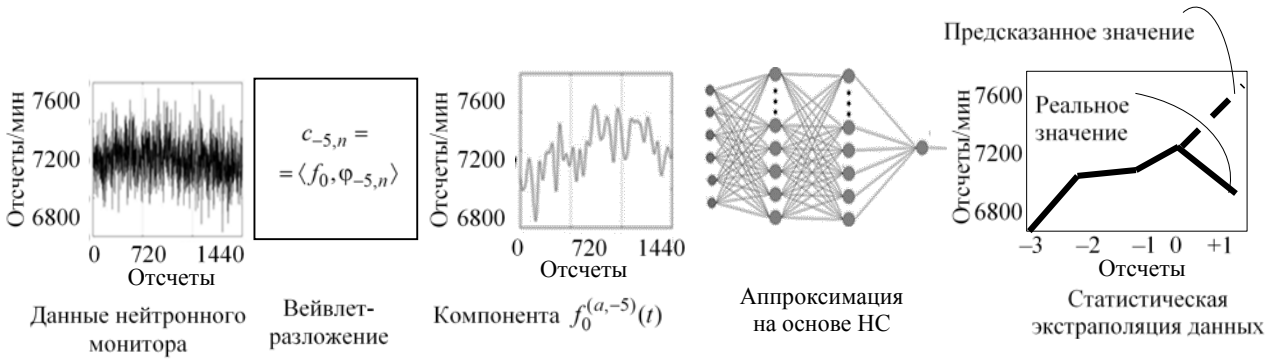 Предсказанное значение
7600
7200
6800
Отсчеты/мин
0 720 1440
Отсчеты
Данные нейтронного
монитора
c₋₅,ₙ =
= ⟨f₀, φ₋₅,ₙ⟩
Вейвлет-
разложение
7600
7200
6800
Отсчеты/мин
0 720 1440
Отсчеты
Компонента f₀^(a,−5)(t)
Аппроксимация
на основе НС
7600
7200
6800
Отсчеты/мин
Реальное
значение
−3 −2 −1 0 +1
Отсчеты
Статистическая
экстраполяция данных